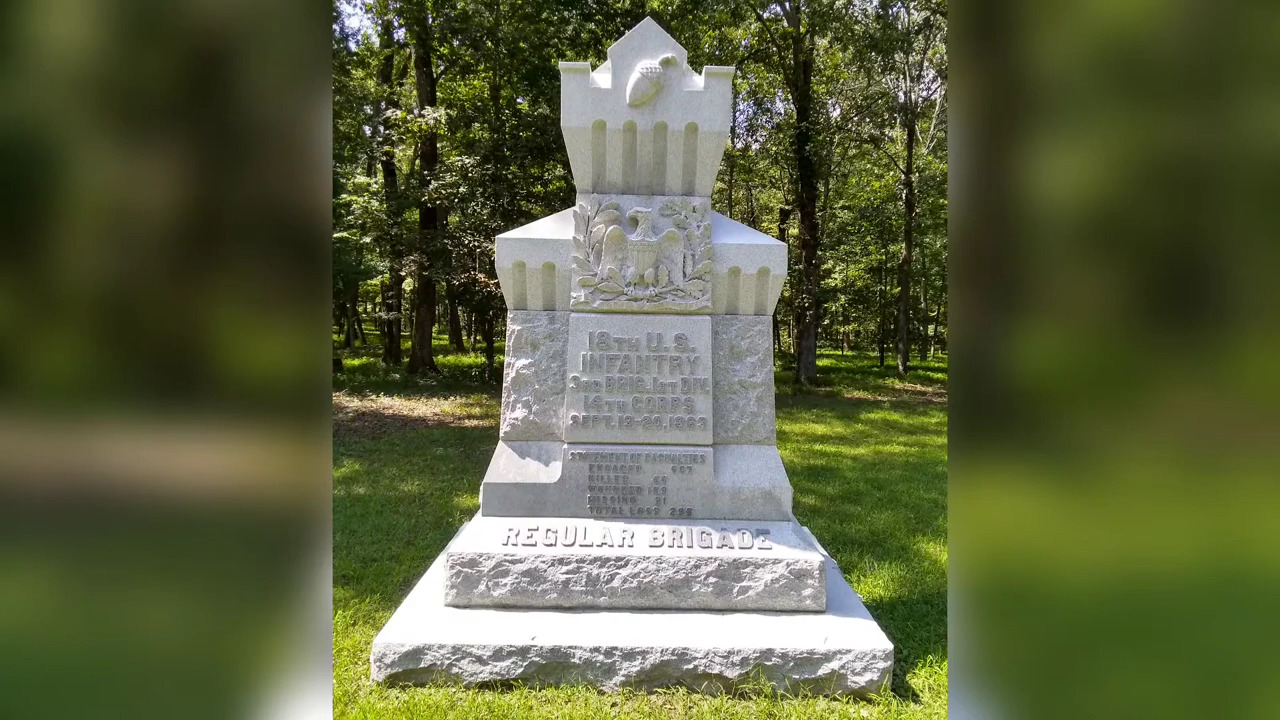 18TH U.S.
INFANTRY
3RD BRIG. 1ST DIV.
14TH CORPS
SEPT. 19-20, 1863
STATEMENT OF CASUALTIES
ENGAGED
KILLED
WOUNDED
MISSING
TOTAL LOSS
REGULAR BRIGADE